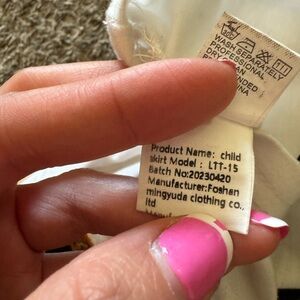 WASH SEPARATELY
PROFESSIONAL
DRY CLEAN
Product Name: child
skirt Model : LTT-15
Batch No:20230420
Manufacturer:Foshan
mingyuda clothing co.,
ltd